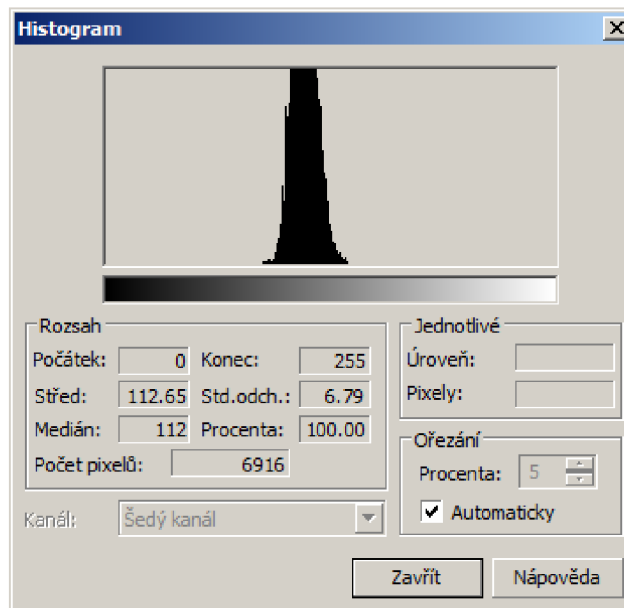 Histogram
Rozsah
Počátek: 0 Konec: 255
Střed: 112.65 Std.odch.: 6.79
Medián: 112 Procenta: 100.00
Počet pixelů: 6916
Jednotlivé
Úroveň:
Pixely:
Ořezání
Procenta: 5
Automaticky
Kanál: Šedý kanál
Zavřít Nápověda